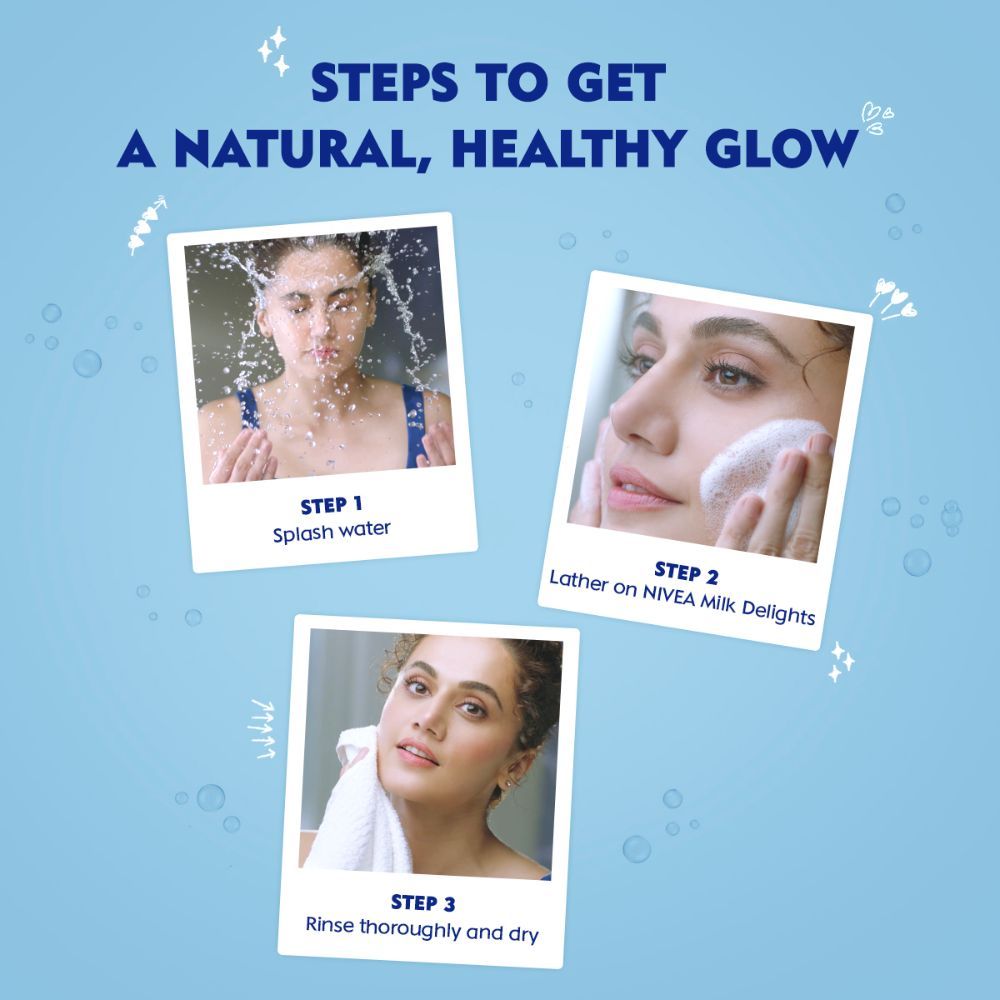 STEPS TO GET
A NATURAL, HEALTHY GLOW
STEP 1
Splash water
STEP 2
Lather on NIVEA Milk Delights
STEP 3
Rinse thoroughly and dry